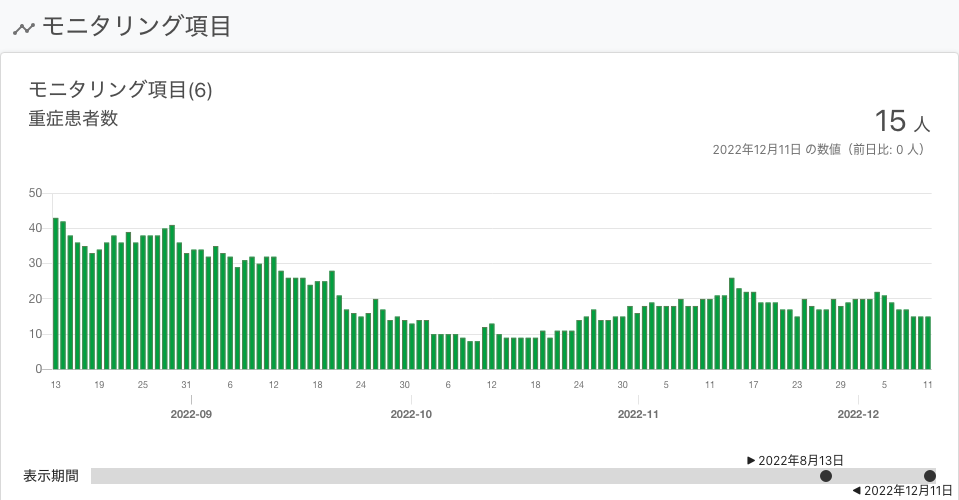 モニタリング項目
モニタリング項目(6)
重症患者数
15 人
2022年12月11日 の数値（前日比: 0 人）
50
40
30
20
10
0
13 19 25 31 6 12 18 24 30 6 12 18 24 30 5 11 17 23 29 5 11
2022-09 2022-10 2022-11 2022-12
▶ 2022年8月13日
表示期間
◀ 2022年12月11日